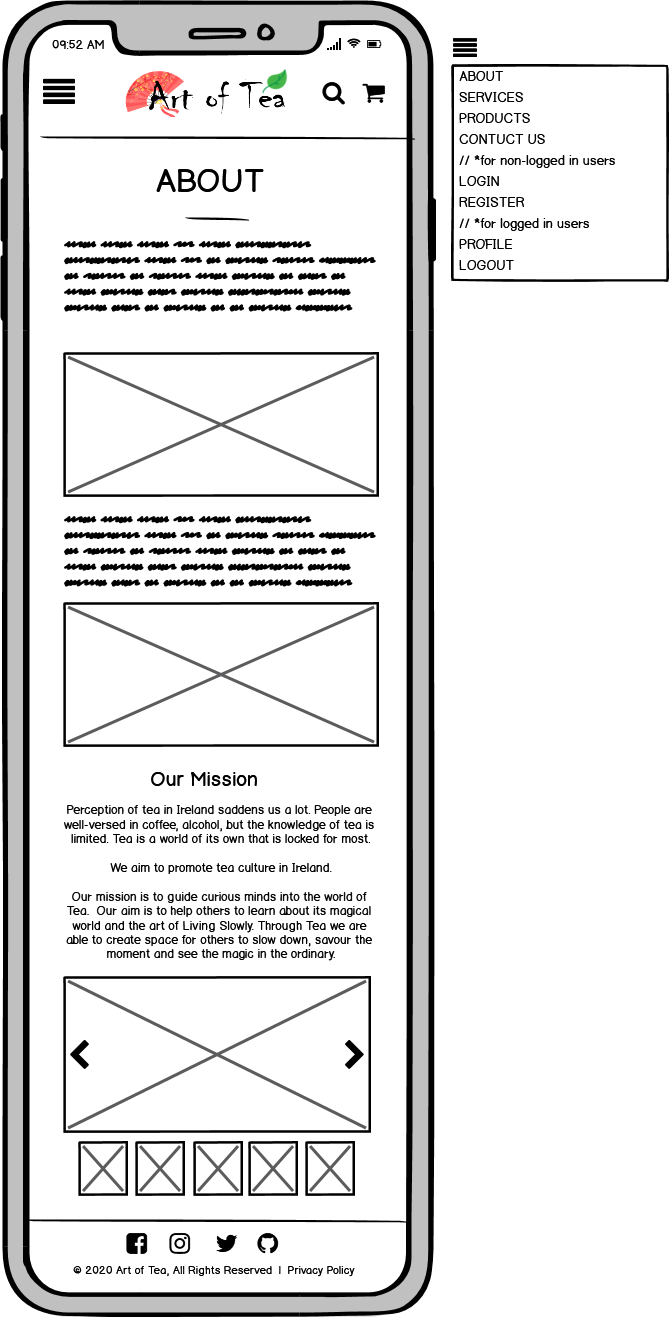 09:52 AM
Art of Tea
ABOUT
Our Mission
Perception of tea in Ireland saddens us a lot. People are
well-versed in coffee, alcohol, but the knowledge of tea is
limited. Tea is a world of its own that is locked for most.
We aim to promote tea culture in Ireland.
Our mission is to guide curious minds into the world of
Tea. Our aim is to help others to learn about its magical
world and the art of Living Slowly. Through Tea we are
able to create space for others to slow down, savour the
moment and see the magic in the ordinary.
© 2020 Art of Tea, All Rights Reserved | Privacy Policy
ABOUT
SERVICES
PRODUCTS
CONTUCT US
// *for non-logged in users
LOGIN
REGISTER
// *for logged in users
PROFILE
LOGOUT